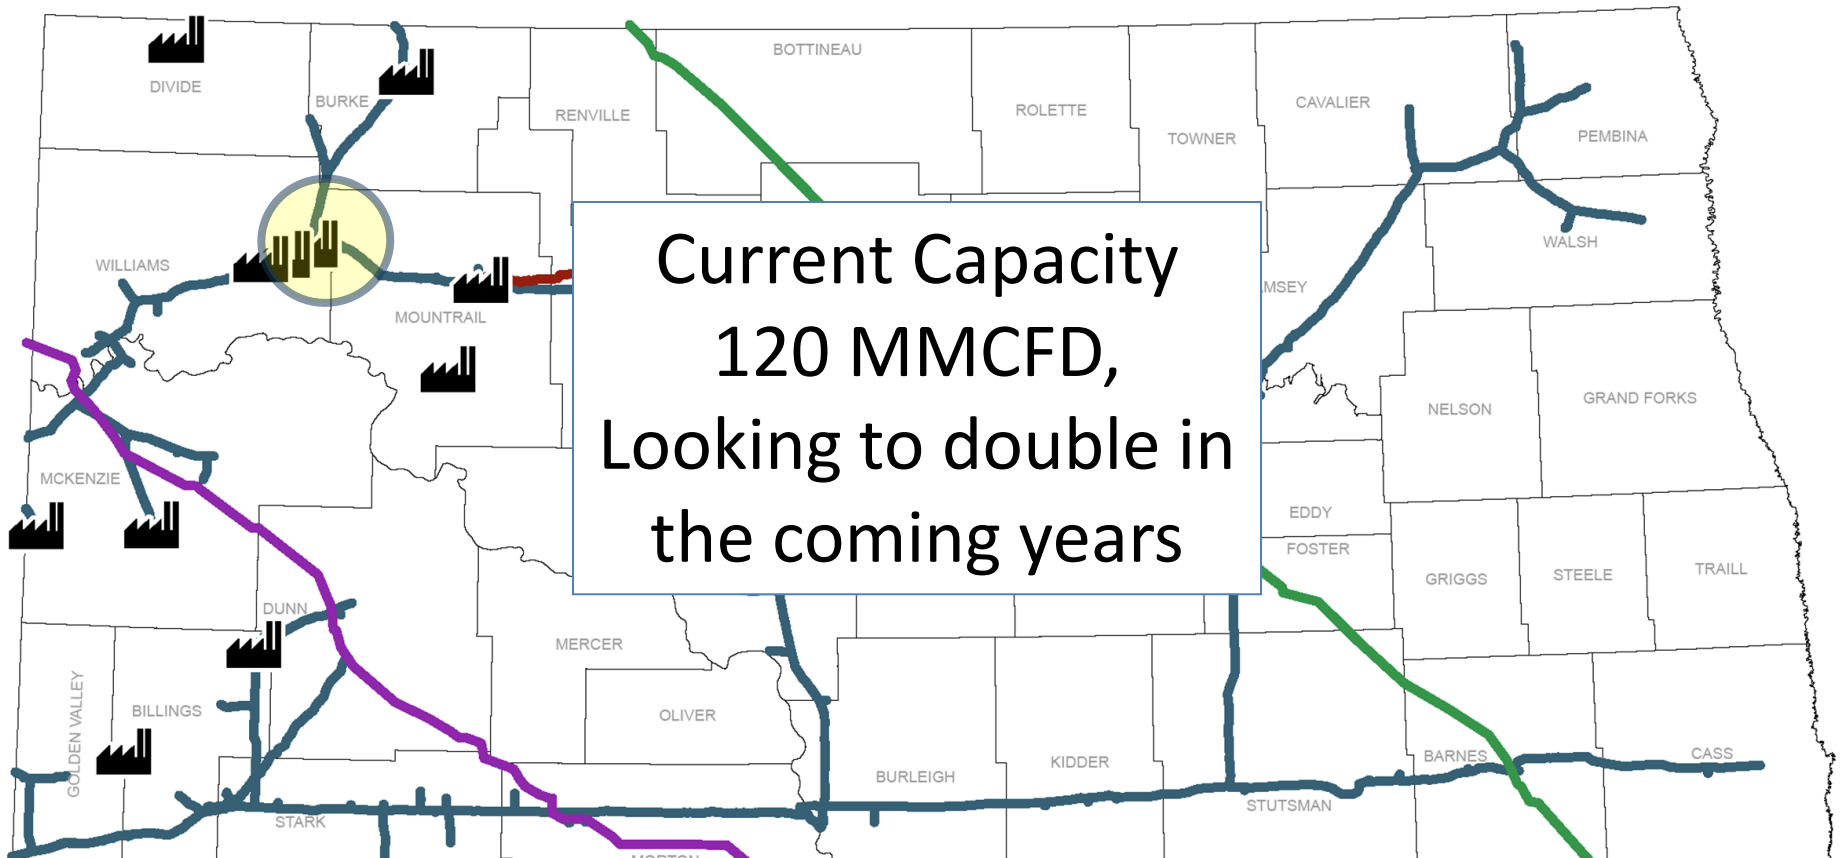 BOTTINEAU
DIVIDE
BURKE
RENVILLE
ROLETTE
CAVALIER
TOWNER
PEMBINA
WALSH
WILLIAMS
MOUNTRAIL
MSEY
Current Capacity
120 MMCFD,
Looking to double in
the coming years
NELSON
GRAND FORKS
MCKENZIE
EDDY
FOSTER
GRIGGS
STEELE
TRAILL
DUNN
MERCER
GOLDEN VALLEY
BILLINGS
OLIVER
BURLEIGH
KIDDER
BARNES
CASS
STARK
STUTSMAN
MORTON